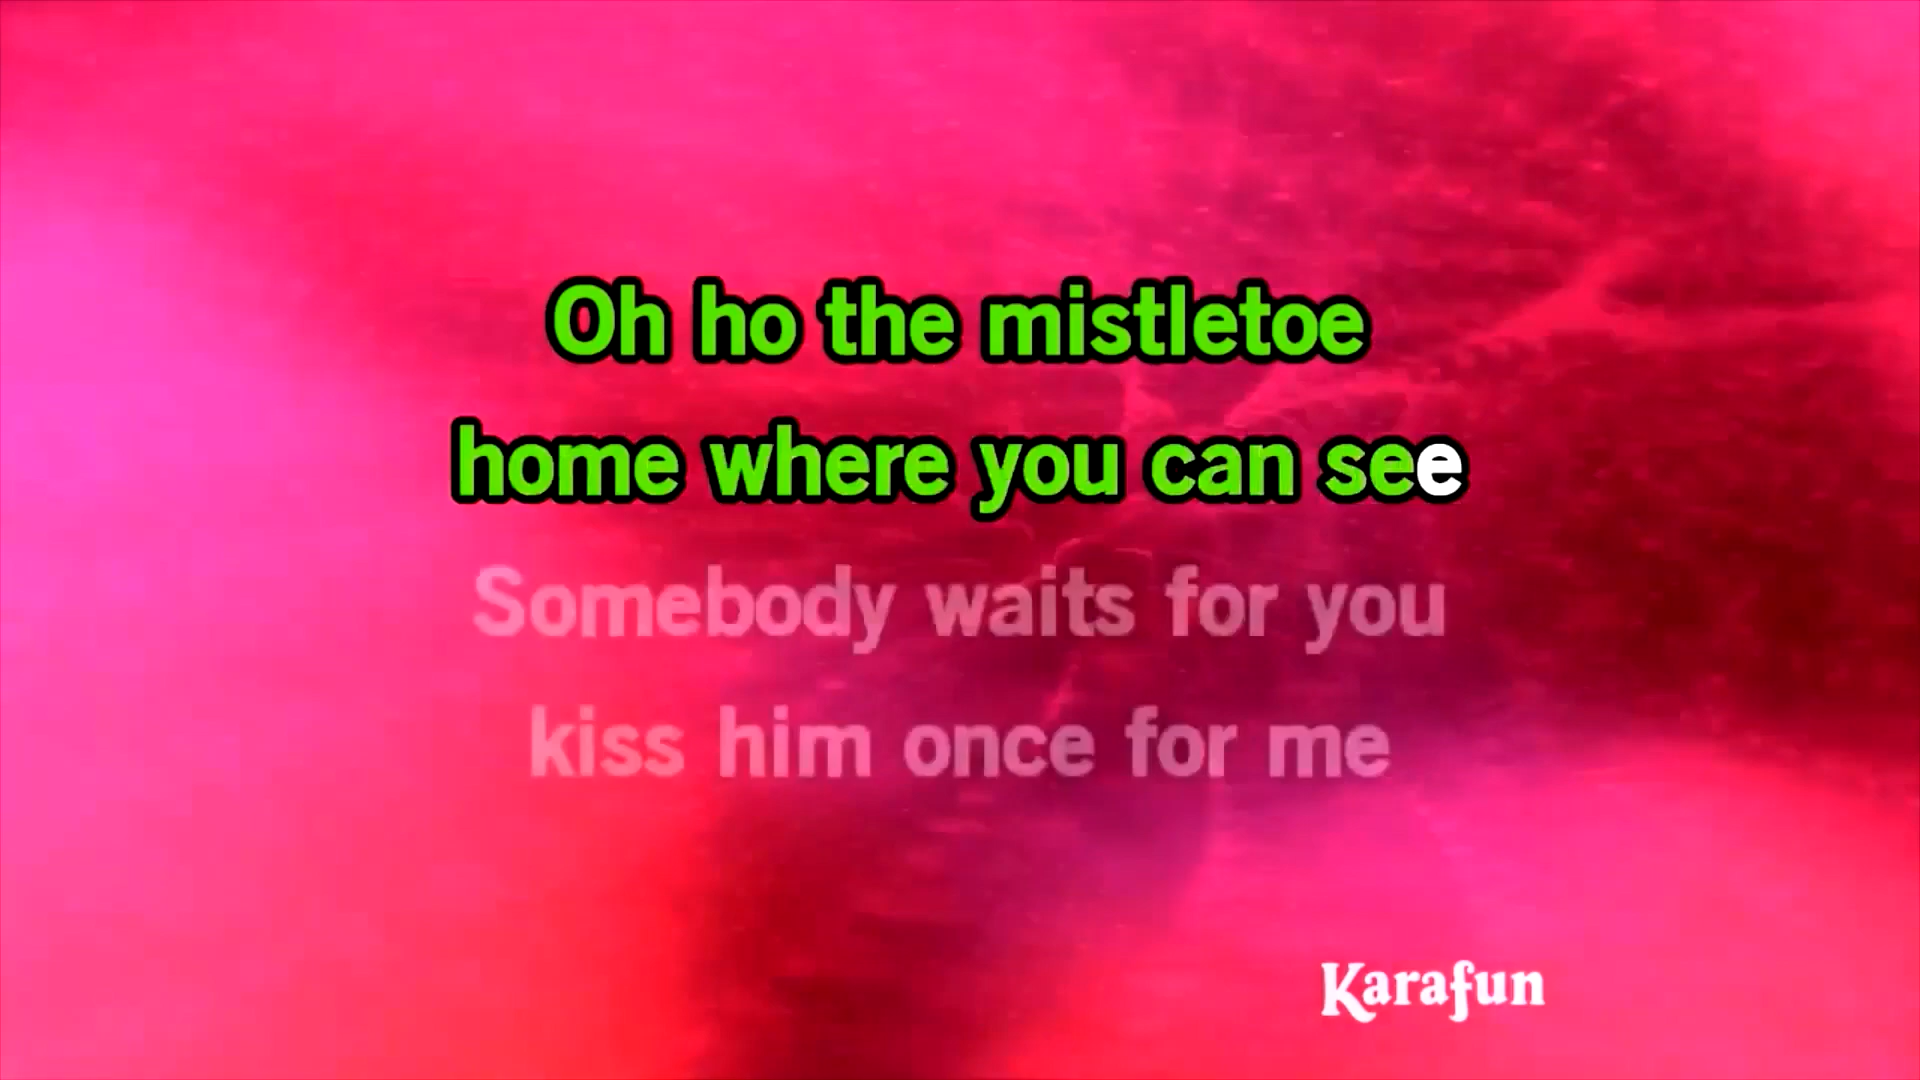 Oh ho the mistletoe
home where you can see
Somebody waits for you
kiss him once for me
Karafun